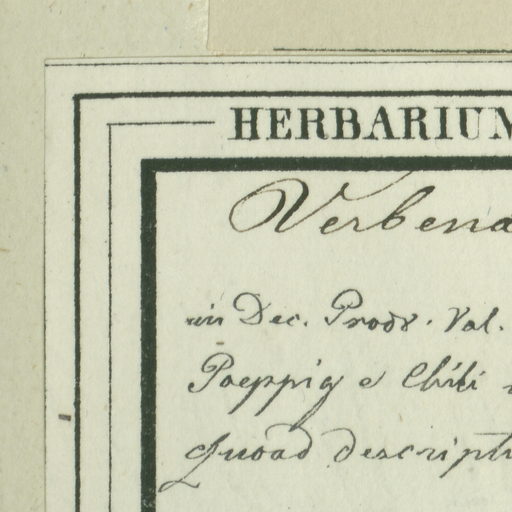 HERBARIUM
Verbena
in Dec. Prodr. Vol.
Poeppig e Chili
quoad descripti